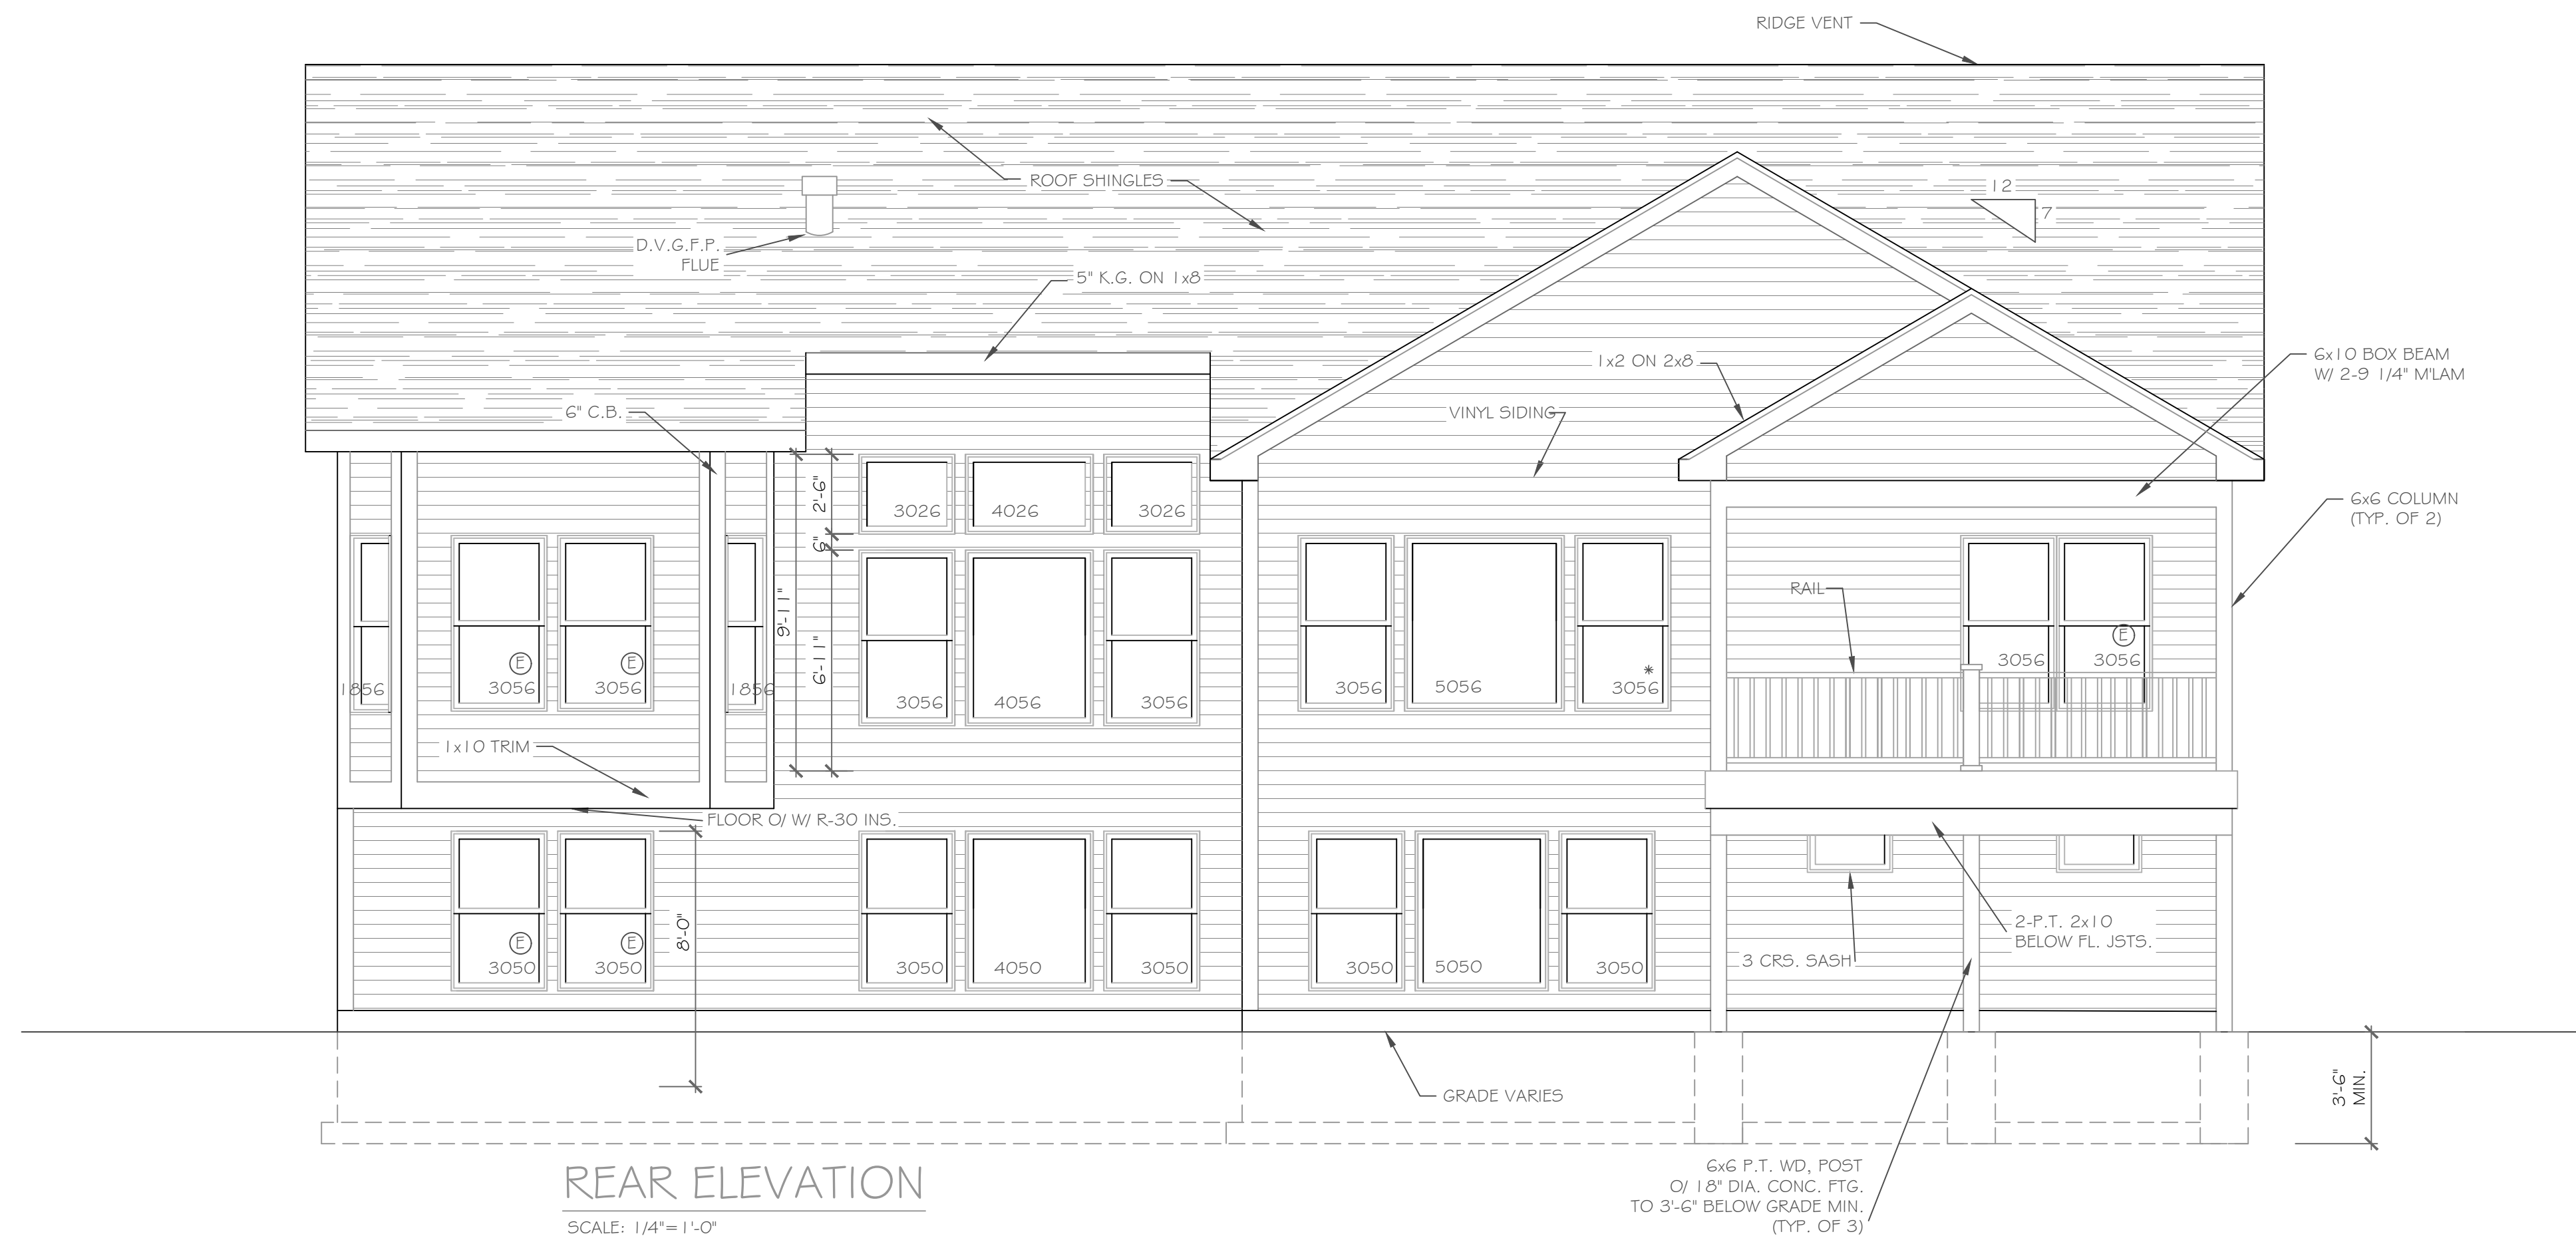 RIDGE VENT
ROOF SHINGLES
12
7
D.V.G.F.P.
FLUE
5" K.G. ON 1x8
1x2 ON 2x8
6x10 BOX BEAM
W/ 2-9 1/4" M'LAM
6" C.B.
VINYL SIDING
6x6 COLUMN
(TYP. OF 2)
2'-6"
6"
9'-11"
6'-11"
3026
4026
3026
RAIL
1856
E
3056
E
3056
1856
3056
4056
3056
3056
5056
*
3056
3056
E
3056
1x10 TRIM
FLOOR O/ W/ R-30 INS.
8'-0"
E
3050
E
3050
3050
4050
3050
3050
5050
3050
3 CRS. SASH
2-P.T. 2x10
BELOW FL. JSTS.
GRADE VARIES
3'-6"
MIN.
6x6 P.T. WD, POST
O/ 18" DIA. CONC. FTG.
TO 3'-6" BELOW GRADE MIN.
(TYP. OF 3)
REAR ELEVATION
SCALE: 1/4"=1'-0"